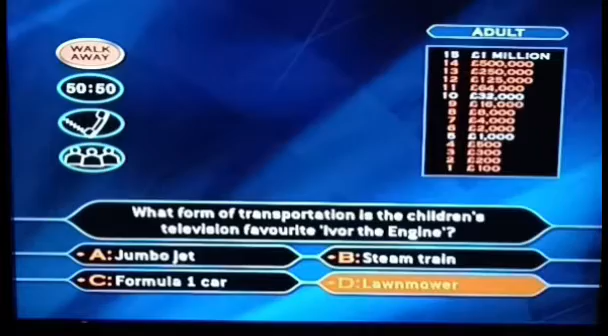 WALK
AWAY
50:50
ADULT
15 £1 MILLION
14 £500,000
13 £250,000
12 £125,000
11 £64,000
10 £32,000
9 £16,000
8 £8,000
7 £4,000
6 £2,000
5 £1,000
4 £500
3 £300
2 £200
1 £100
What form of transportation is the children's
television favourite 'Ivor the Engine'?
A: Jumbo jet
B: Steam train
C: Formula 1 car
D: Lawnmower